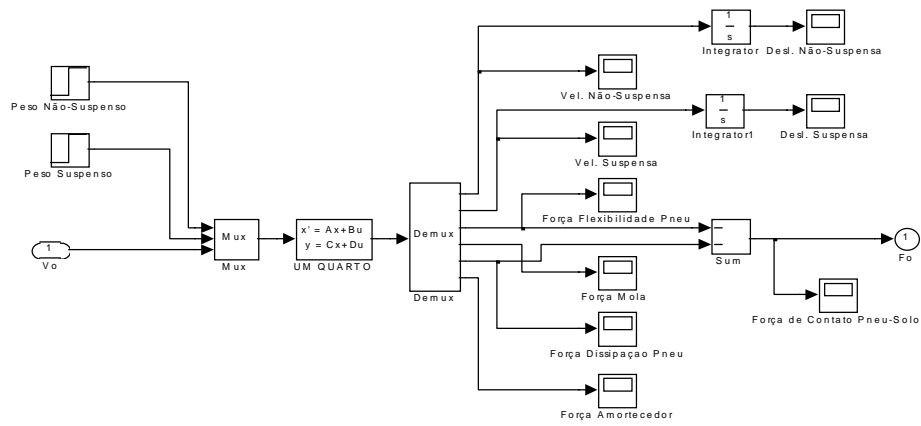 1
s
Integrator
Desl. Não-Suspensa
Peso Não-Suspenso
Vel. Não-Suspensa
1
s
Integrator1
Desl. Suspensa
Peso Suspenso
Vel. Suspensa
Mux
Mux
x' = Ax+Bu
y = Cx+Du
UM QUARTO
Demux
Demux
Força Flexibilidade Pneu
1
Vo
Sum
1
Fo
Força Mola
Força de Contato Pneu-Solo
Força Dissipaçao Pneu
Força Amortecedor